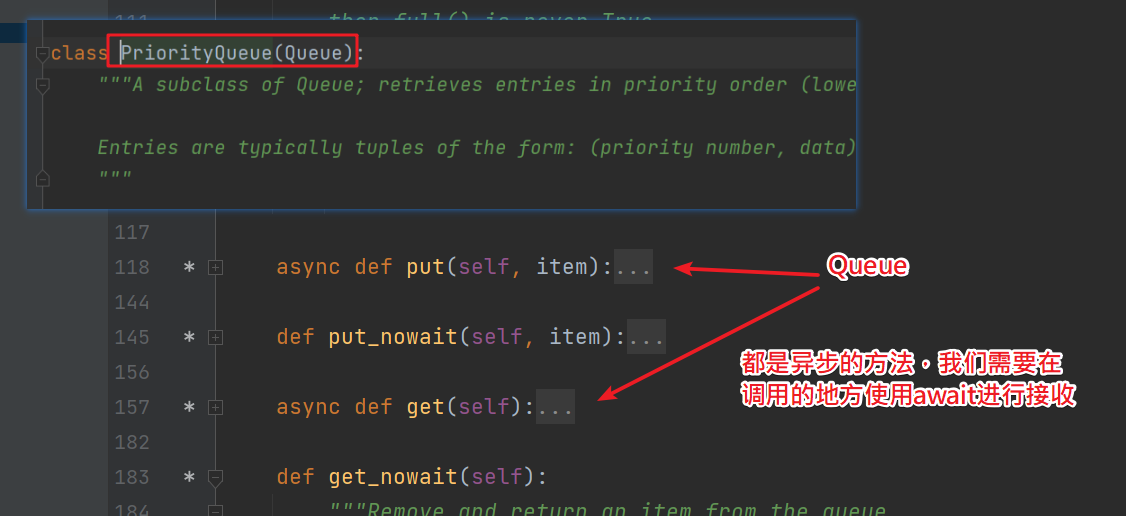 111
then full() is never True
class PriorityQueue(Queue):
"""A subclass of Queue; retrieves entries in priority order (lowe
Entries are typically tuples of the form: (priority number, data)
"""
117
118 * async def put(self, item):...
Queue
144
145 * def put_nowait(self, item):...
都是异步的方法，我们需要在
调用的地方使用await进行接收
156
157 * async def get(self):...
182
183 * def get_nowait(self):
184 """Remove and return an item from the queue